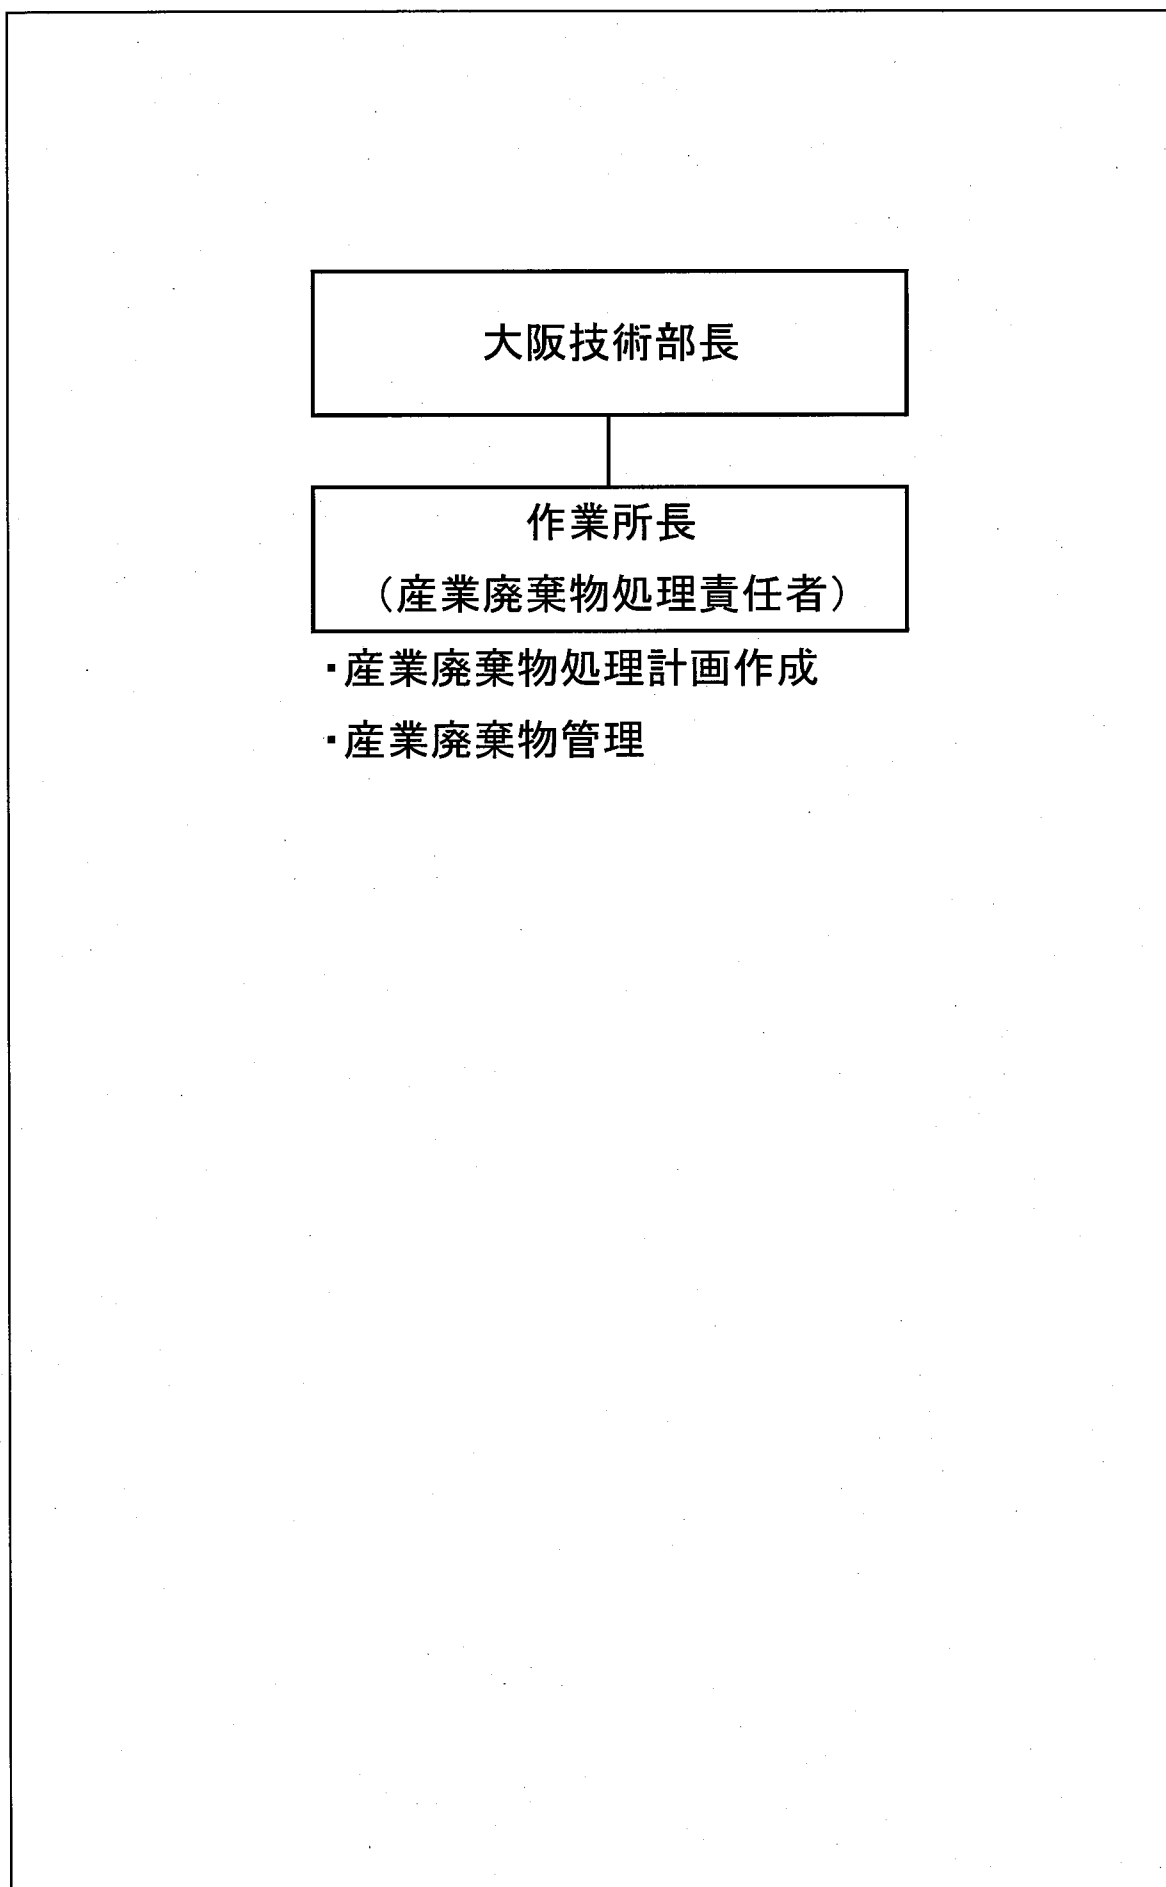 大阪技術部長
作業所長
（産業廃棄物処理責任者）
・産業廃棄物処理計画作成
・産業廃棄物管理